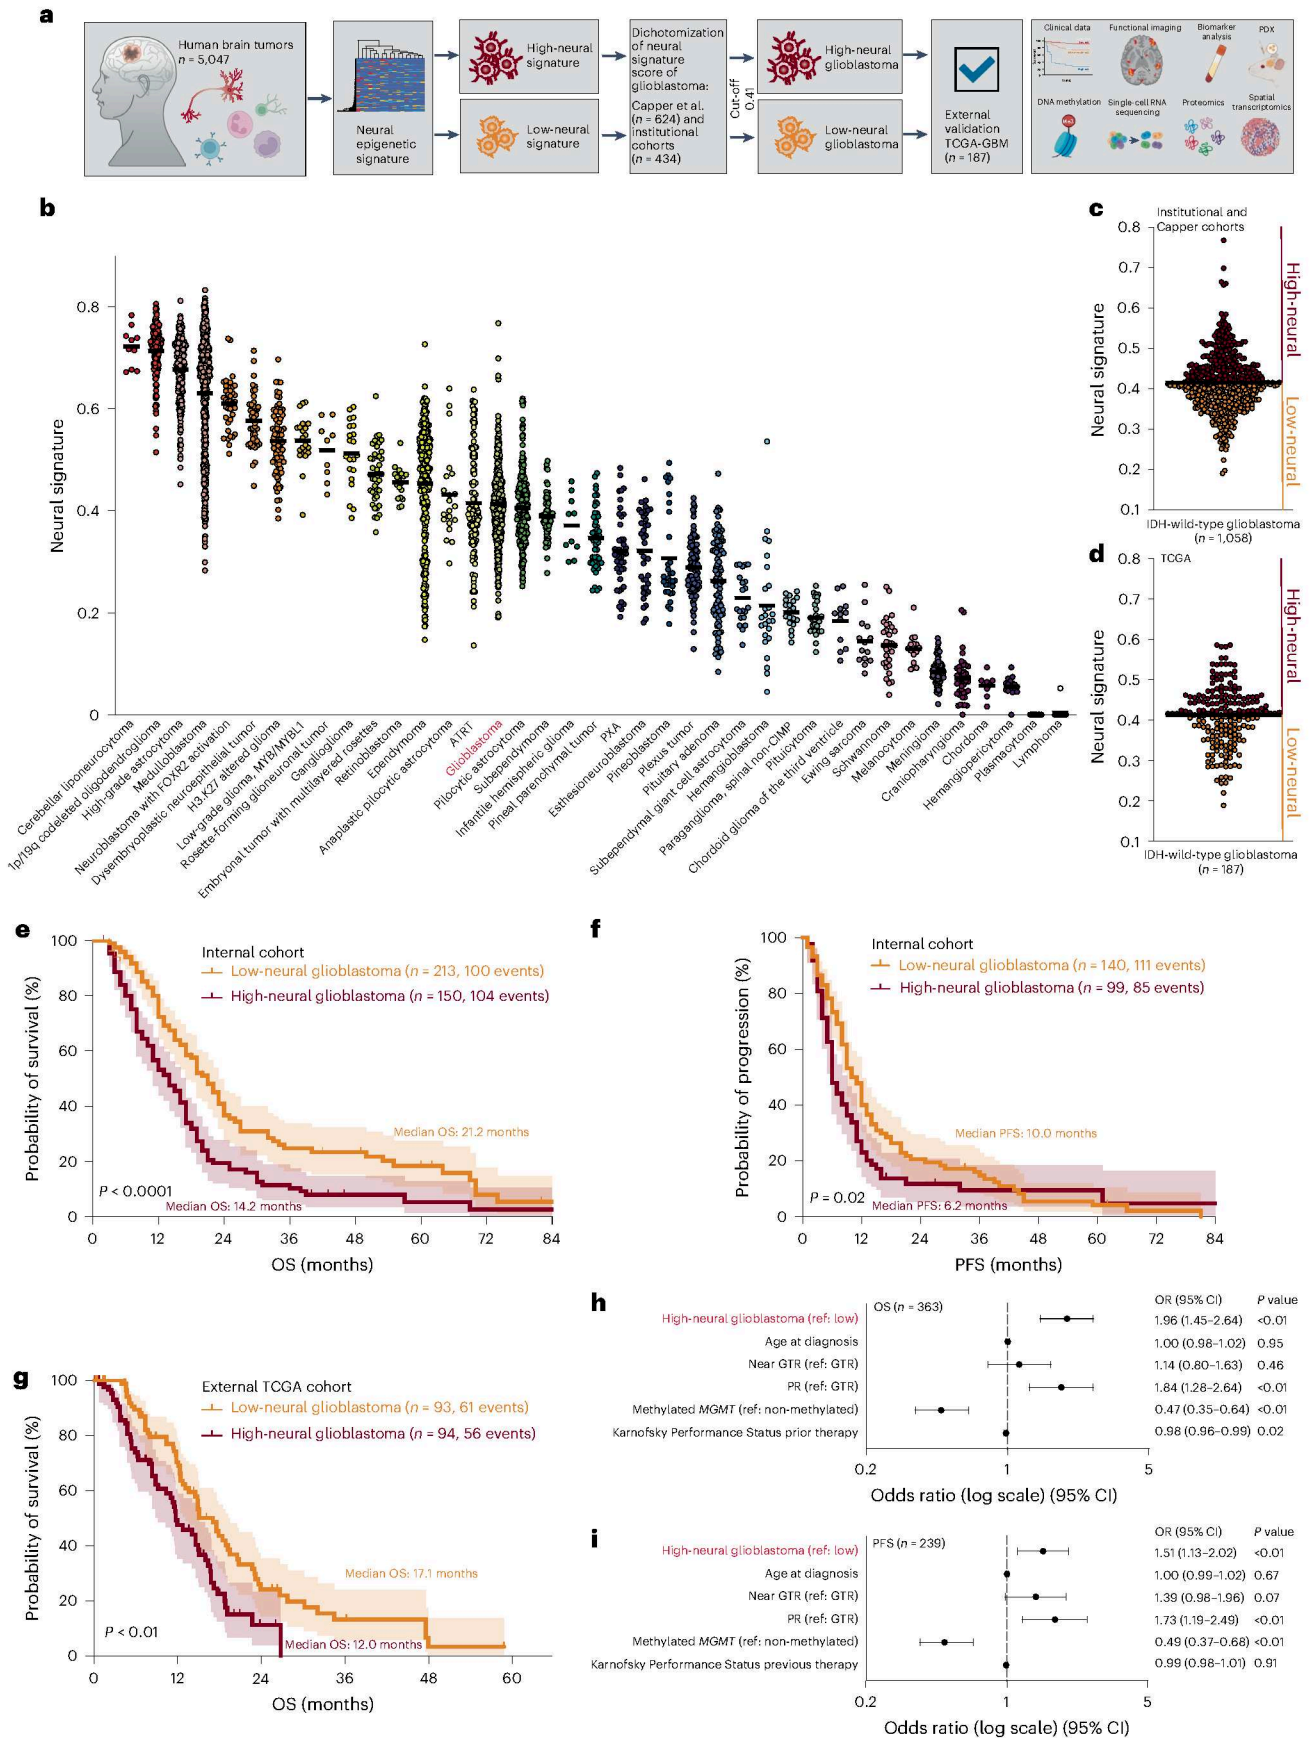 a
Human brain tumors
n = 5,047
Neural
epigenetic
signature
High-neural
signature
Low-neural
signature
Dichotomization
of neural
signature
score of
glioblastoma:
Capper et al.
(n = 624) and
institutional
cohorts
(n = 434)
Cut-off
0.41
High-neural
glioblastoma
Low-neural
glioblastoma
External
validation
TCGA-GBM
(n = 187)
Clinical data
Functional imaging
Biomarker
analysis
PDX
DNA methylation
Single-cell RNA
sequencing
Proteomics
Spatial
transcriptomics
b
Neural signature
0.8
0.6
0.4
0.2
0
Cerebellar liponeurocytoma
1p/19q codeleted oligodendroglioma
High-grade astrocytoma
Medulloblastoma
Neuroblastoma with FOXR2 activation
Dysembryoplastic neuroepithelial tumor
H3.K27 altered glioma
Low-grade glioma, MYB/MYBL1
Rosette-forming glioneuronal tumor
Ganglioglioma
Embryonal tumor with multilayered rosettes
Retinoblastoma
Ependymoma
Anaplastic pilocytic astrocytoma
ATRT
Glioblastoma
Pilocytic astrocytoma
Subependymoma
Infantile hemispheric glioma
Pineal parenchymal tumor
PXA
Esthesioneuroblastoma
Pineoblastoma
Plexus tumor
Pituitary adenoma
Subependymal giant cell astrocytoma
Hemangioblastoma
Paraganglioma, spinal non-CIMP
Pituicytoma
Chordoid glioma of the third ventricle
Ewing sarcoma
Schwannoma
Melanocytoma
Meningioma
Craniopharyngioma
Chordoma
Hemangiopericytoma
Plasmacytoma
Lymphoma
c
Institutional and
Capper cohorts
Neural signature
0.8
0.7
0.6
0.5
0.4
0.3
0.2
0.1
High-neural
Low-neural
IDH-wild-type glioblastoma
(n = 1,058)
d
TCGA
Neural signature
0.8
0.7
0.6
0.5
0.4
0.3
0.2
0.1
High-neural
Low-neural
IDH-wild-type glioblastoma
(n = 187)
e
Probability of survival (%)
100
80
60
40
20
0
Internal cohort
Low-neural glioblastoma (n = 213, 100 events)
High-neural glioblastoma (n = 150, 104 events)
Median OS: 21.2 months
P < 0.0001
Median OS: 14.2 months
0 12 24 36 48 60 72 84
OS (months)
f
Probability of progression (%)
100
80
60
40
20
0
Internal cohort
Low-neural glioblastoma (n = 140, 111 events)
High-neural glioblastoma (n = 99, 85 events)
Median PFS: 10.0 months
P = 0.02
Median PFS: 6.2 months
0 12 24 36 48 60 72 84
PFS (months)
g
Probability of survival (%)
100
80
60
40
20
0
External TCGA cohort
Low-neural glioblastoma (n = 93, 61 events)
High-neural glioblastoma (n = 94, 56 events)
Median OS: 17.1 months
P < 0.01
Median OS: 12.0 months
0 12 24 36 48 60
OS (months)
h
OS (n = 363)
OR (95% CI) P value
High-neural glioblastoma (ref: low) 1.96 (1.45–2.64) <0.01
Age at diagnosis 1.00 (0.98–1.02) 0.95
Near GTR (ref: GTR) 1.14 (0.80–1.63) 0.46
PR (ref: GTR) 1.84 (1.28–2.64) <0.01
Methylated MGMT (ref: non-methylated) 0.47 (0.35–0.64) <0.01
Karnofsky Performance Status prior therapy 0.98 (0.96–0.99) 0.02
0.2 1 5
Odds ratio (log scale) (95% CI)
i
PFS (n = 239)
OR (95% CI) P value
High-neural glioblastoma (ref: low) 1.51 (1.13–2.02) <0.01
Age at diagnosis 1.00 (0.99–1.02) 0.67
Near GTR (ref: GTR) 1.39 (0.98–1.96) 0.07
PR (ref: GTR) 1.73 (1.19–2.49) <0.01
Methylated MGMT (ref: non-methylated) 0.49 (0.37–0.68) <0.01
Karnofsky Performance Status previous therapy 0.99 (0.98–1.01) 0.91
0.2 1 5
Odds ratio (log scale) (95% CI)